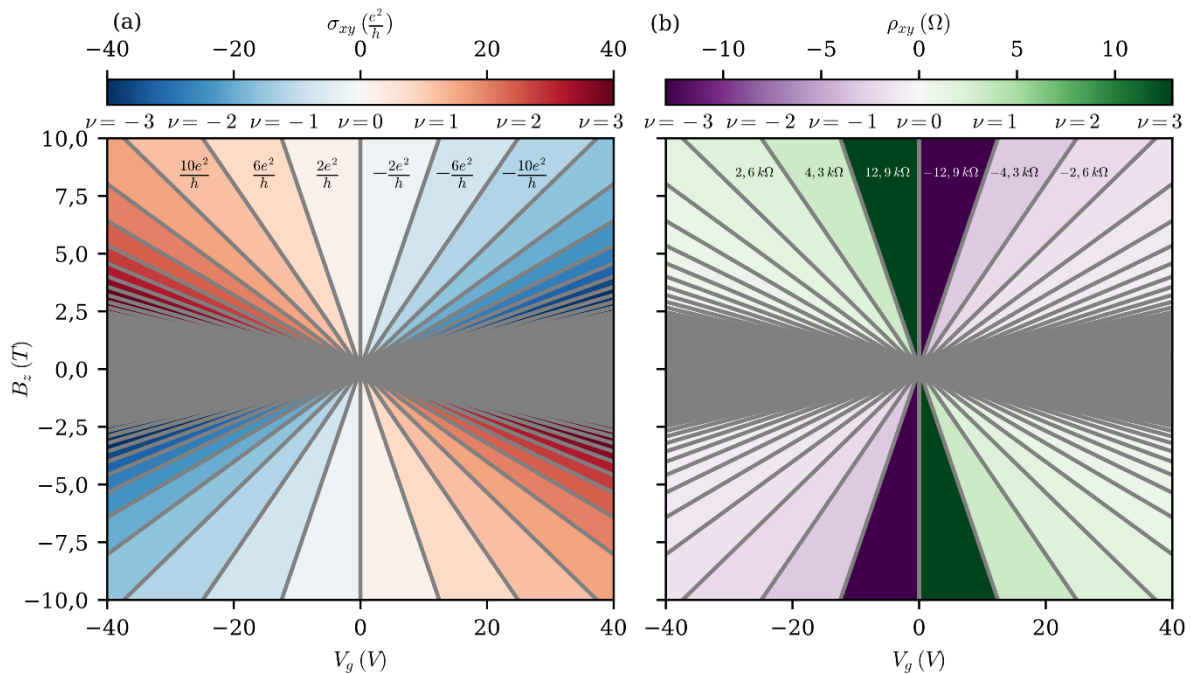 (a) σxy (e²/h)
−40 −20 0 20 40
ν = −3 ν = −2 ν = −1 ν = 0 ν = 1 ν = 2 ν = 3
10e²/h 6e²/h 2e²/h −2e²/h −6e²/h −10e²/h
10,0
7,5
5,0
2,5
0,0
−2,5
−5,0
−7,5
−10,0
Bz (T)
−40 −20 0 20 40
Vg (V)
(b) ρxy (Ω)
−10 −5 0 5 10
ν = −3 ν = −2 ν = −1 ν = 0 ν = 1 ν = 2 ν = 3
2,6 kΩ 4,3 kΩ 12,9 kΩ −12,9 kΩ −4,3 kΩ −2,6 kΩ
−40 −20 0 20 40
Vg (V)